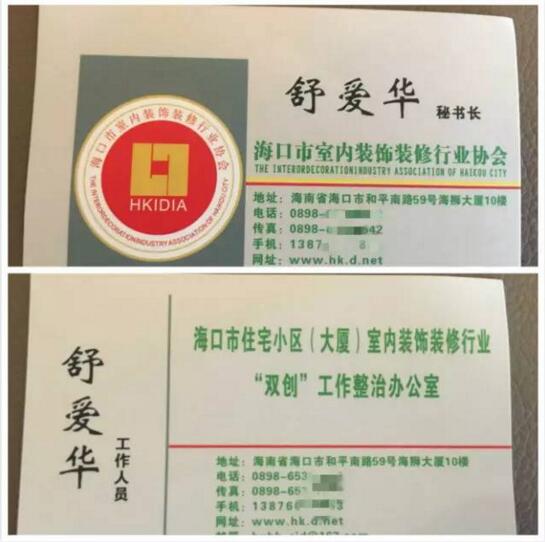 海口市室内装饰装修行业协会
HKIDIA
THE INTERORDECORATIONINDUSTRY ASSOCIATION OF HAIKOU CITY
舒爱华 秘书长
海口市室内装饰装修行业协会
THE INTERORDECORATIONINDUSTRY ASSOCIATION OF HAIKOU CITY
地址：海南省海口市和平南路59号海狮大厦10楼
电话：0898-6
传真：0898-6 642
手机：1387 8
网址：www.hk.d.net
舒爱华 工作人员
海口市住宅小区（大厦）室内装饰装修行业
“双创”工作整治办公室
地址：海南省海口市和平南路59号海狮大厦10楼
电话：0898-653
传真：0898-657
手机：13876
网址：www.hk.d.net